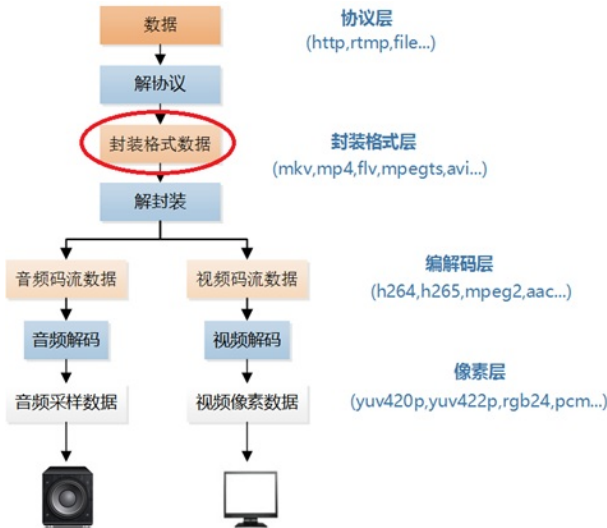 数据
协议层
(http,rtmp,file...)
解协议
封装格式数据
封装格式层
(mkv,mp4,flv,mpegts,avi...)
解封装
音频码流数据
视频码流数据
编解码层
(h264,h265,mpeg2,aac...)
音频解码
视频解码
像素层
音频采样数据
视频像素数据
(yuv420p,yuv422p,rgb24,pcm...)